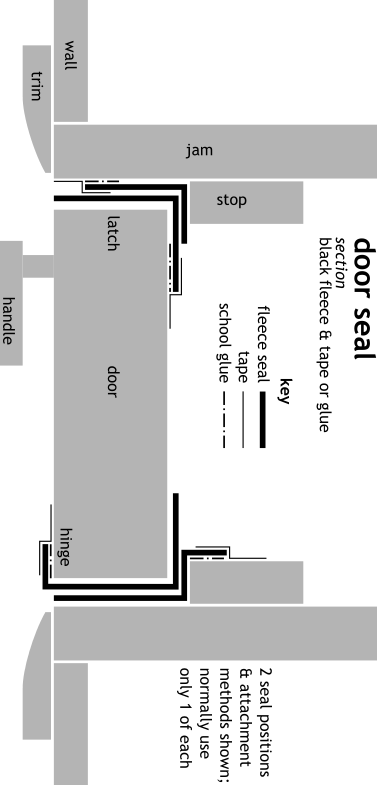 door seal
section
black fleece & tape or glue
key
fleece seal
tape
school glue
wall
trim
jam
stop
latch
handle
door
hinge
2 seal positions
& attachment
methods shown;
normally use
only 1 of each